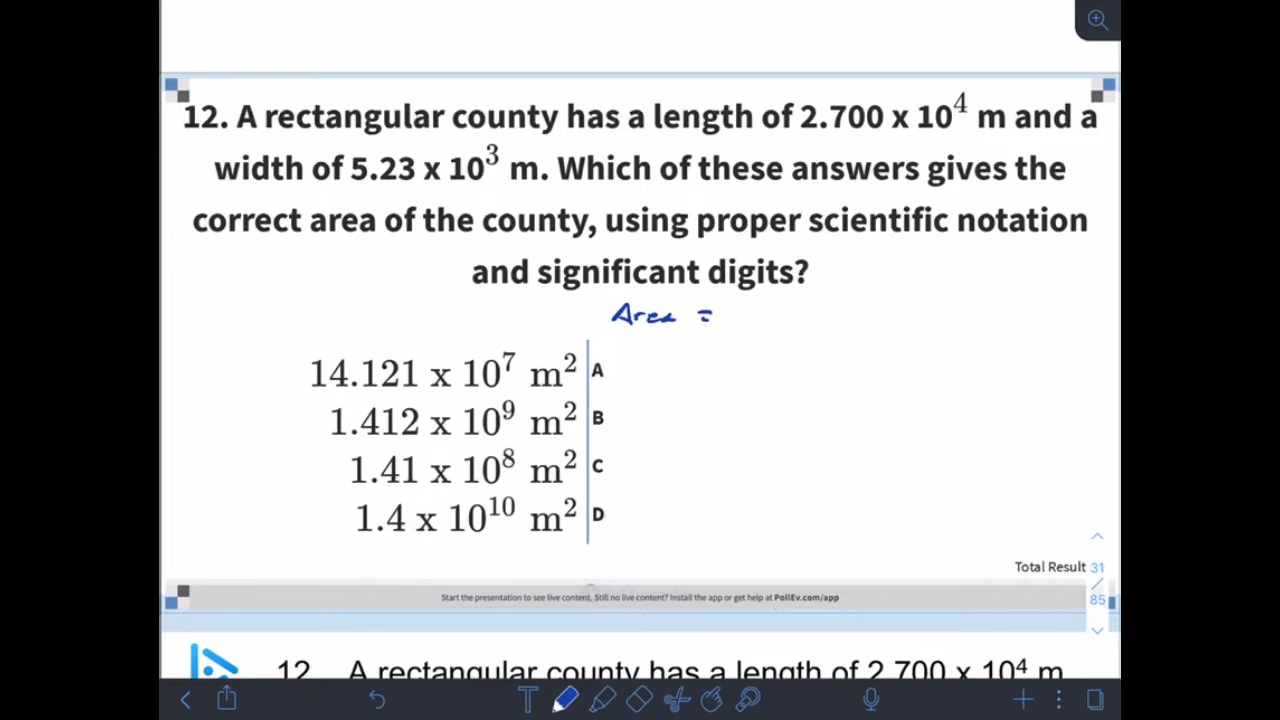 12. A rectangular county has a length of 2.700 x 10⁴ m and a
width of 5.23 x 10³ m. Which of these answers gives the
correct area of the county, using proper scientific notation
and significant digits?
Area =
14.121 x 10⁷ m² A
1.412 x 10⁹ m² B
1.41 x 10⁸ m² C
1.4 x 10¹⁰ m² D
Total Result 31
/
85
Start the presentation to see live content. Still no live content? Install the app or get help at PollEv.com/app
12. A rectangular county has a length of 2.700 x 10⁴ m
T